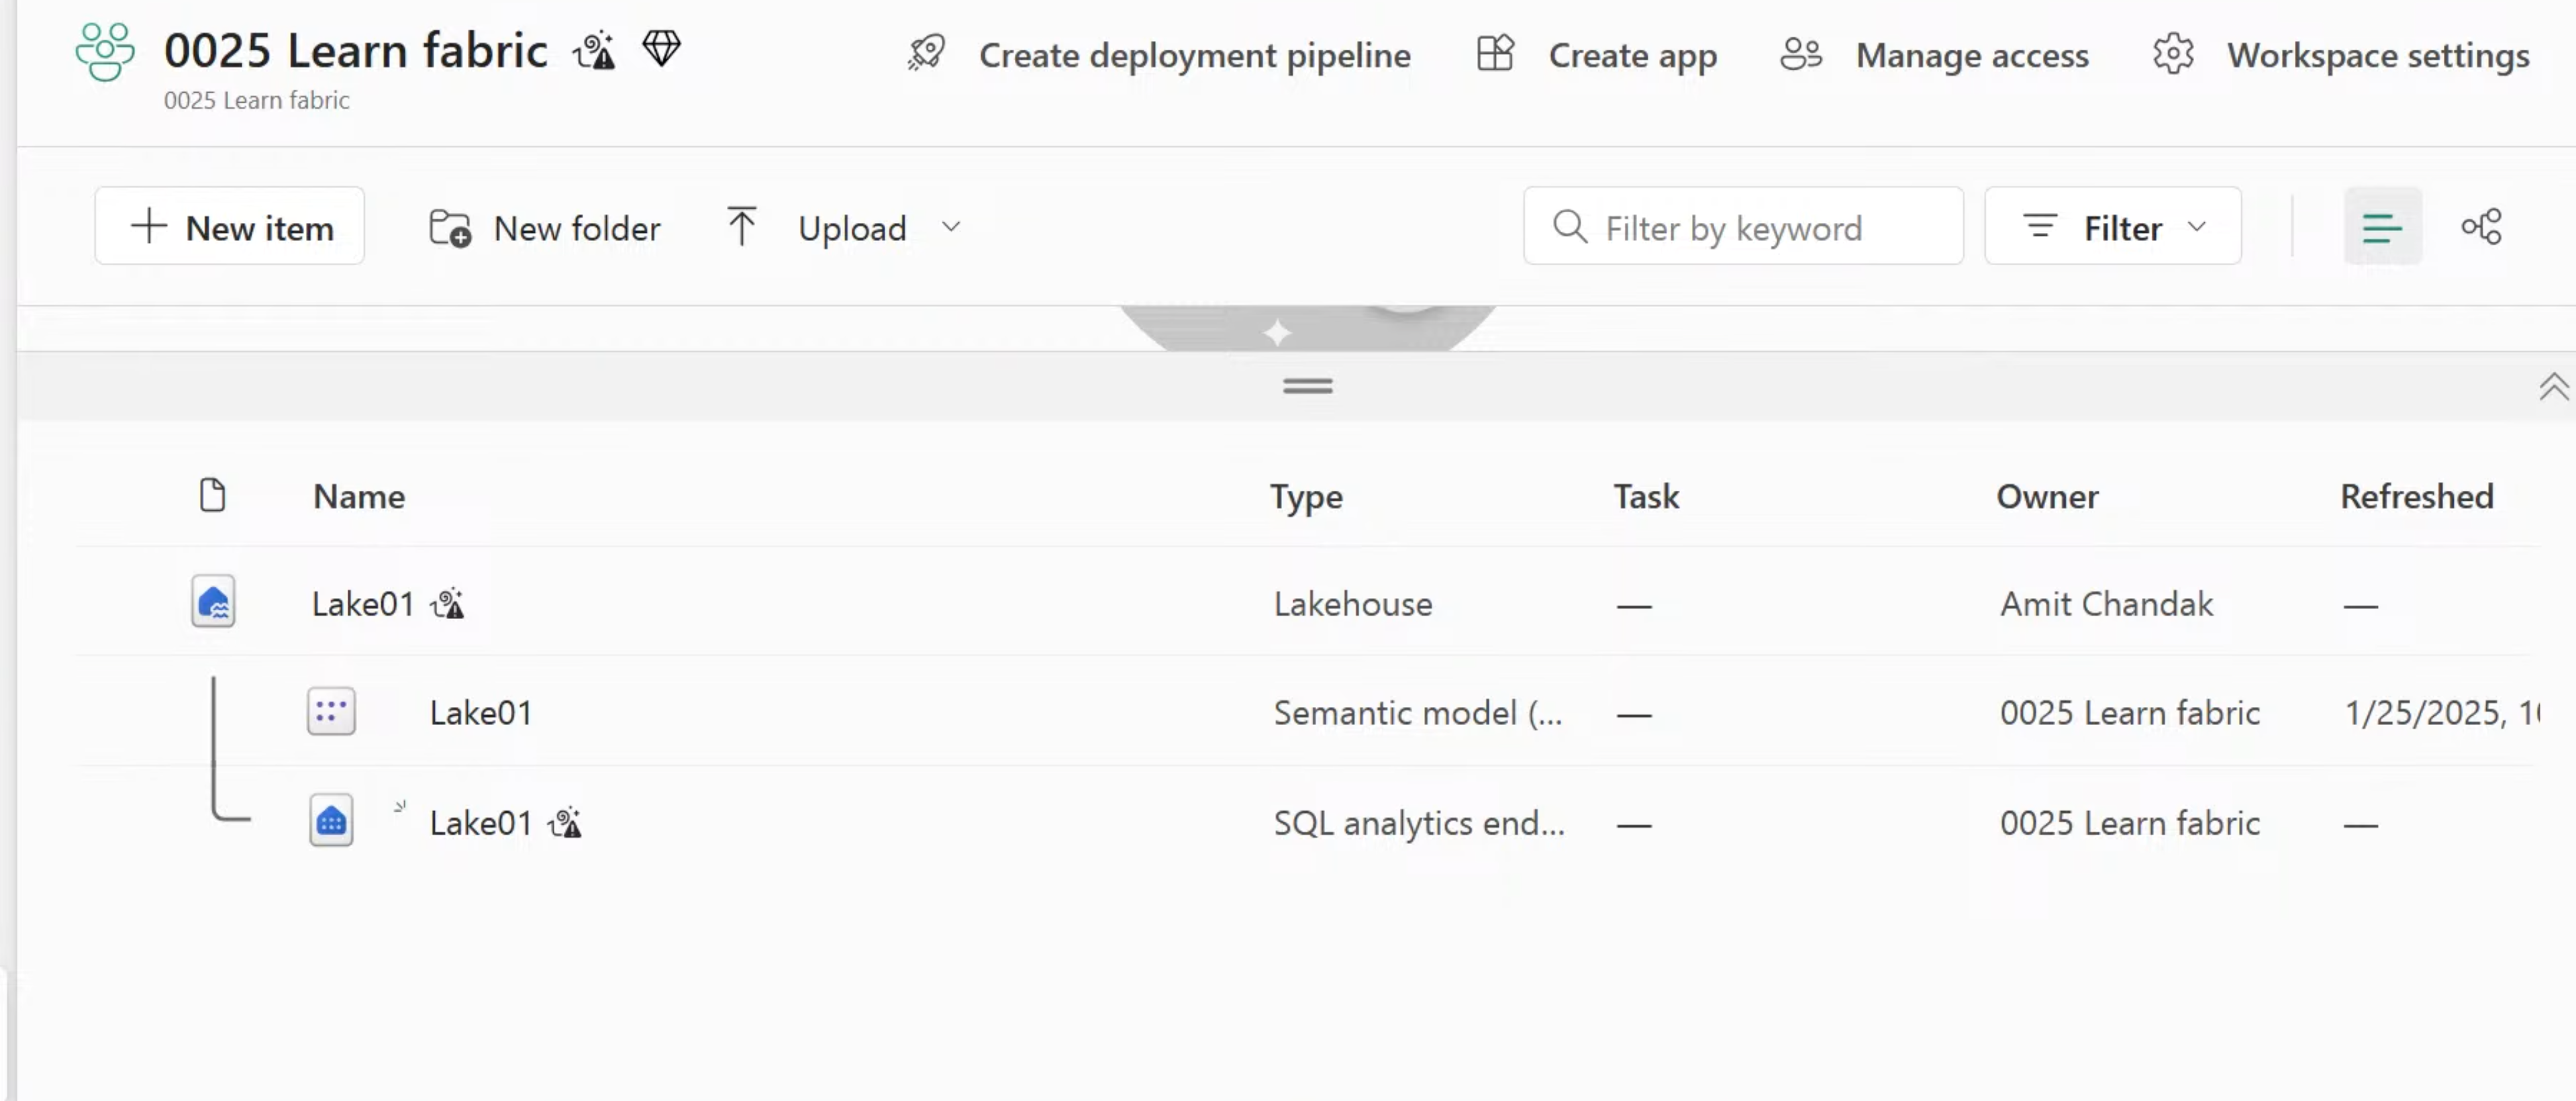 0025 Learn fabric
0025 Learn fabric
Create deployment pipeline
Create app
Manage access
Workspace settings
New item
New folder
Upload
Filter by keyword
Filter
Name Type Task Owner Refreshed
Lake01 Lakehouse — Amit Chandak —
Lake01 Semantic model (... — 0025 Learn fabric 1/25/2025,
Lake01 SQL analytics end... — 0025 Learn fabric —